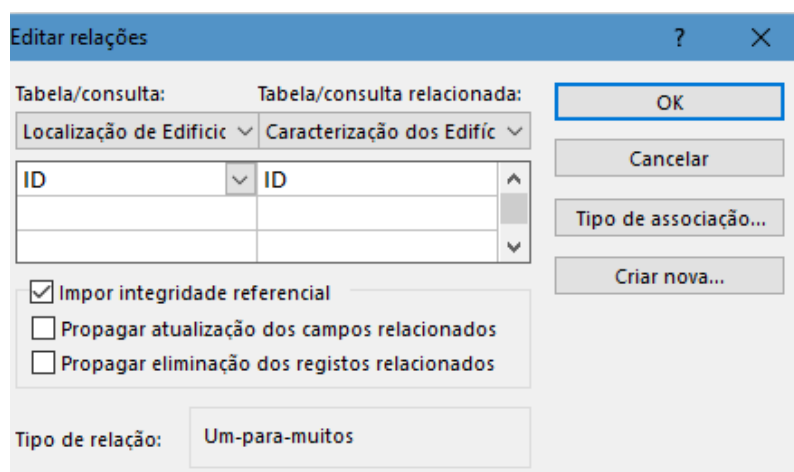 Editar relações ? X
Tabela/consulta: Tabela/consulta relacionada:
OK
Localização de Edificic Caracterização dos Edifíc
Cancelar
ID ID
Tipo de associação...
Criar nova...
Impor integridade referencial
Propagar atualização dos campos relacionados
Propagar eliminação dos registos relacionados
Tipo de relação: Um-para-muitos